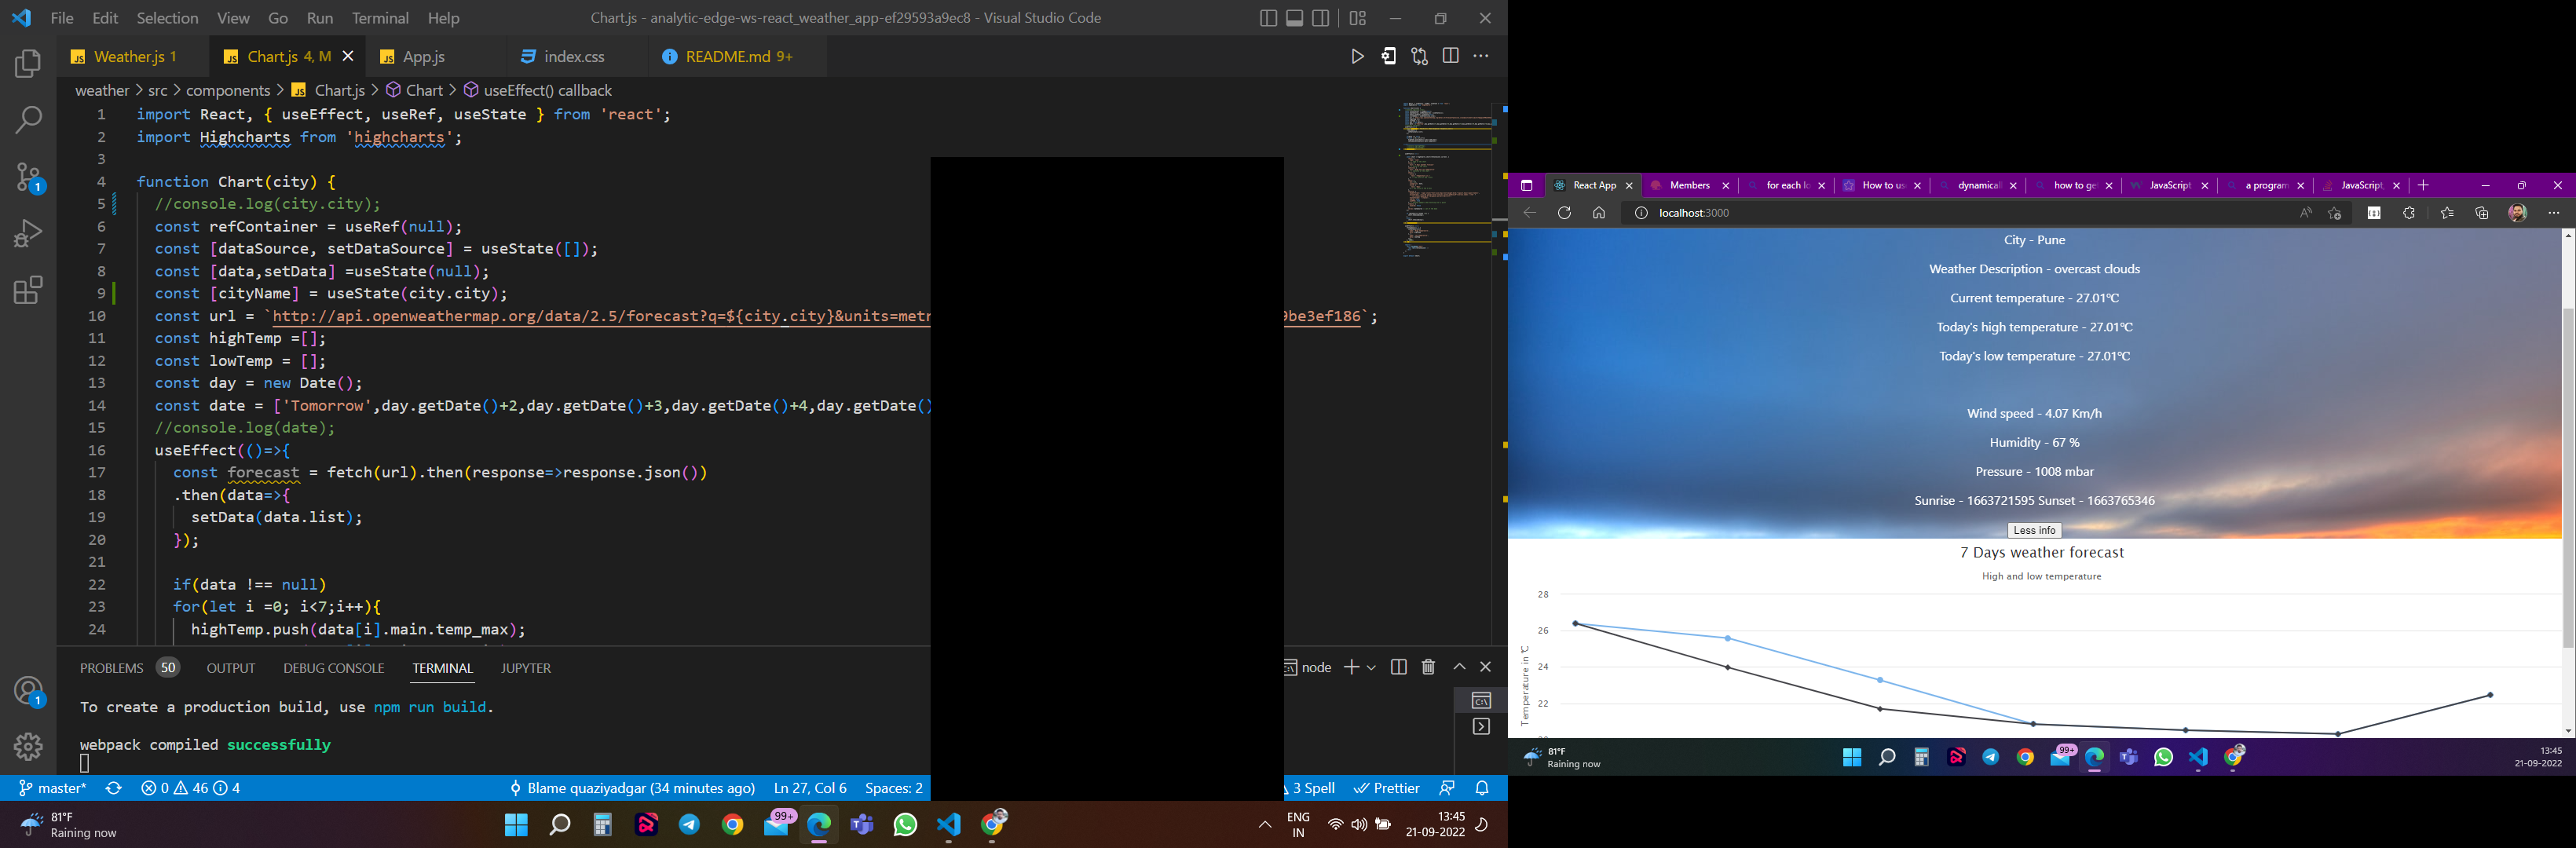 File Edit Selection View Go Run Terminal Help
Chart.js - analytic-edge-ws-react_weather_app-ef29593a9ec8 - Visual Studio Code
Weather.js 1
Chart.js 4, M
App.js
index.css
README.md 9+
weather > src > components > Chart.js > Chart > useEffect() callback
1 import React, { useEffect, useRef, useState } from 'react';
2 import Highcharts from 'highcharts';
3
4 function Chart(city) {
5 //console.log(city.city);
6 const refContainer = useRef(null);
7 const [dataSource, setDataSource] = useState([]);
8 const [data,setData] =useState(null);
9 const [cityName] = useState(city.city);
10 const url = `http://api.openweathermap.org/data/2.5/forecast?q=${city.city}&units=metr 9be3ef186`;
11 const highTemp =[];
12 const lowTemp = [];
13 const day = new Date();
14 const date = ['Tomorrow',day.getDate()+2,day.getDate()+3,day.getDate()+4,day.getDate()
15 //console.log(date);
16 useEffect(()=>{
17 const forecast = fetch(url).then(response=>response.json())
18 .then(data=>{
19 setData(data.list);
20 });
21
22 if(data !== null)
23 for(let i =0; i<7;i++){
24 highTemp.push(data[i].main.temp_max);
1
1
PROBLEMS 50 OUTPUT DEBUG CONSOLE TERMINAL JUPYTER
node
To create a production build, use npm run build.
webpack compiled successfully
master* 0 46 4
Blame quaziyadgar (34 minutes ago) Ln 27, Col 6 Spaces: 2
3 Spell Prettier
81°F
Raining now
99+
ENG
IN
13:45
21-09-2022
React App
Members
for each lo
How to us
dynamicall
how to ge
JavaScript
a program
JavaScript,
localhost:3000
City - Pune
Weather Description - overcast clouds
Current temperature - 27.01°C
Today's high temperature - 27.01°C
Today's low temperature - 27.01°C
Wind speed - 4.07 Km/h
Humidity - 67 %
Pressure - 1008 mbar
Sunrise - 1663721595 Sunset - 1663765346
Less info
7 Days weather forecast
High and low temperature
Temperature in °C
28
26
24
22
81°F
Raining now
99+
13:45
21-09-2022